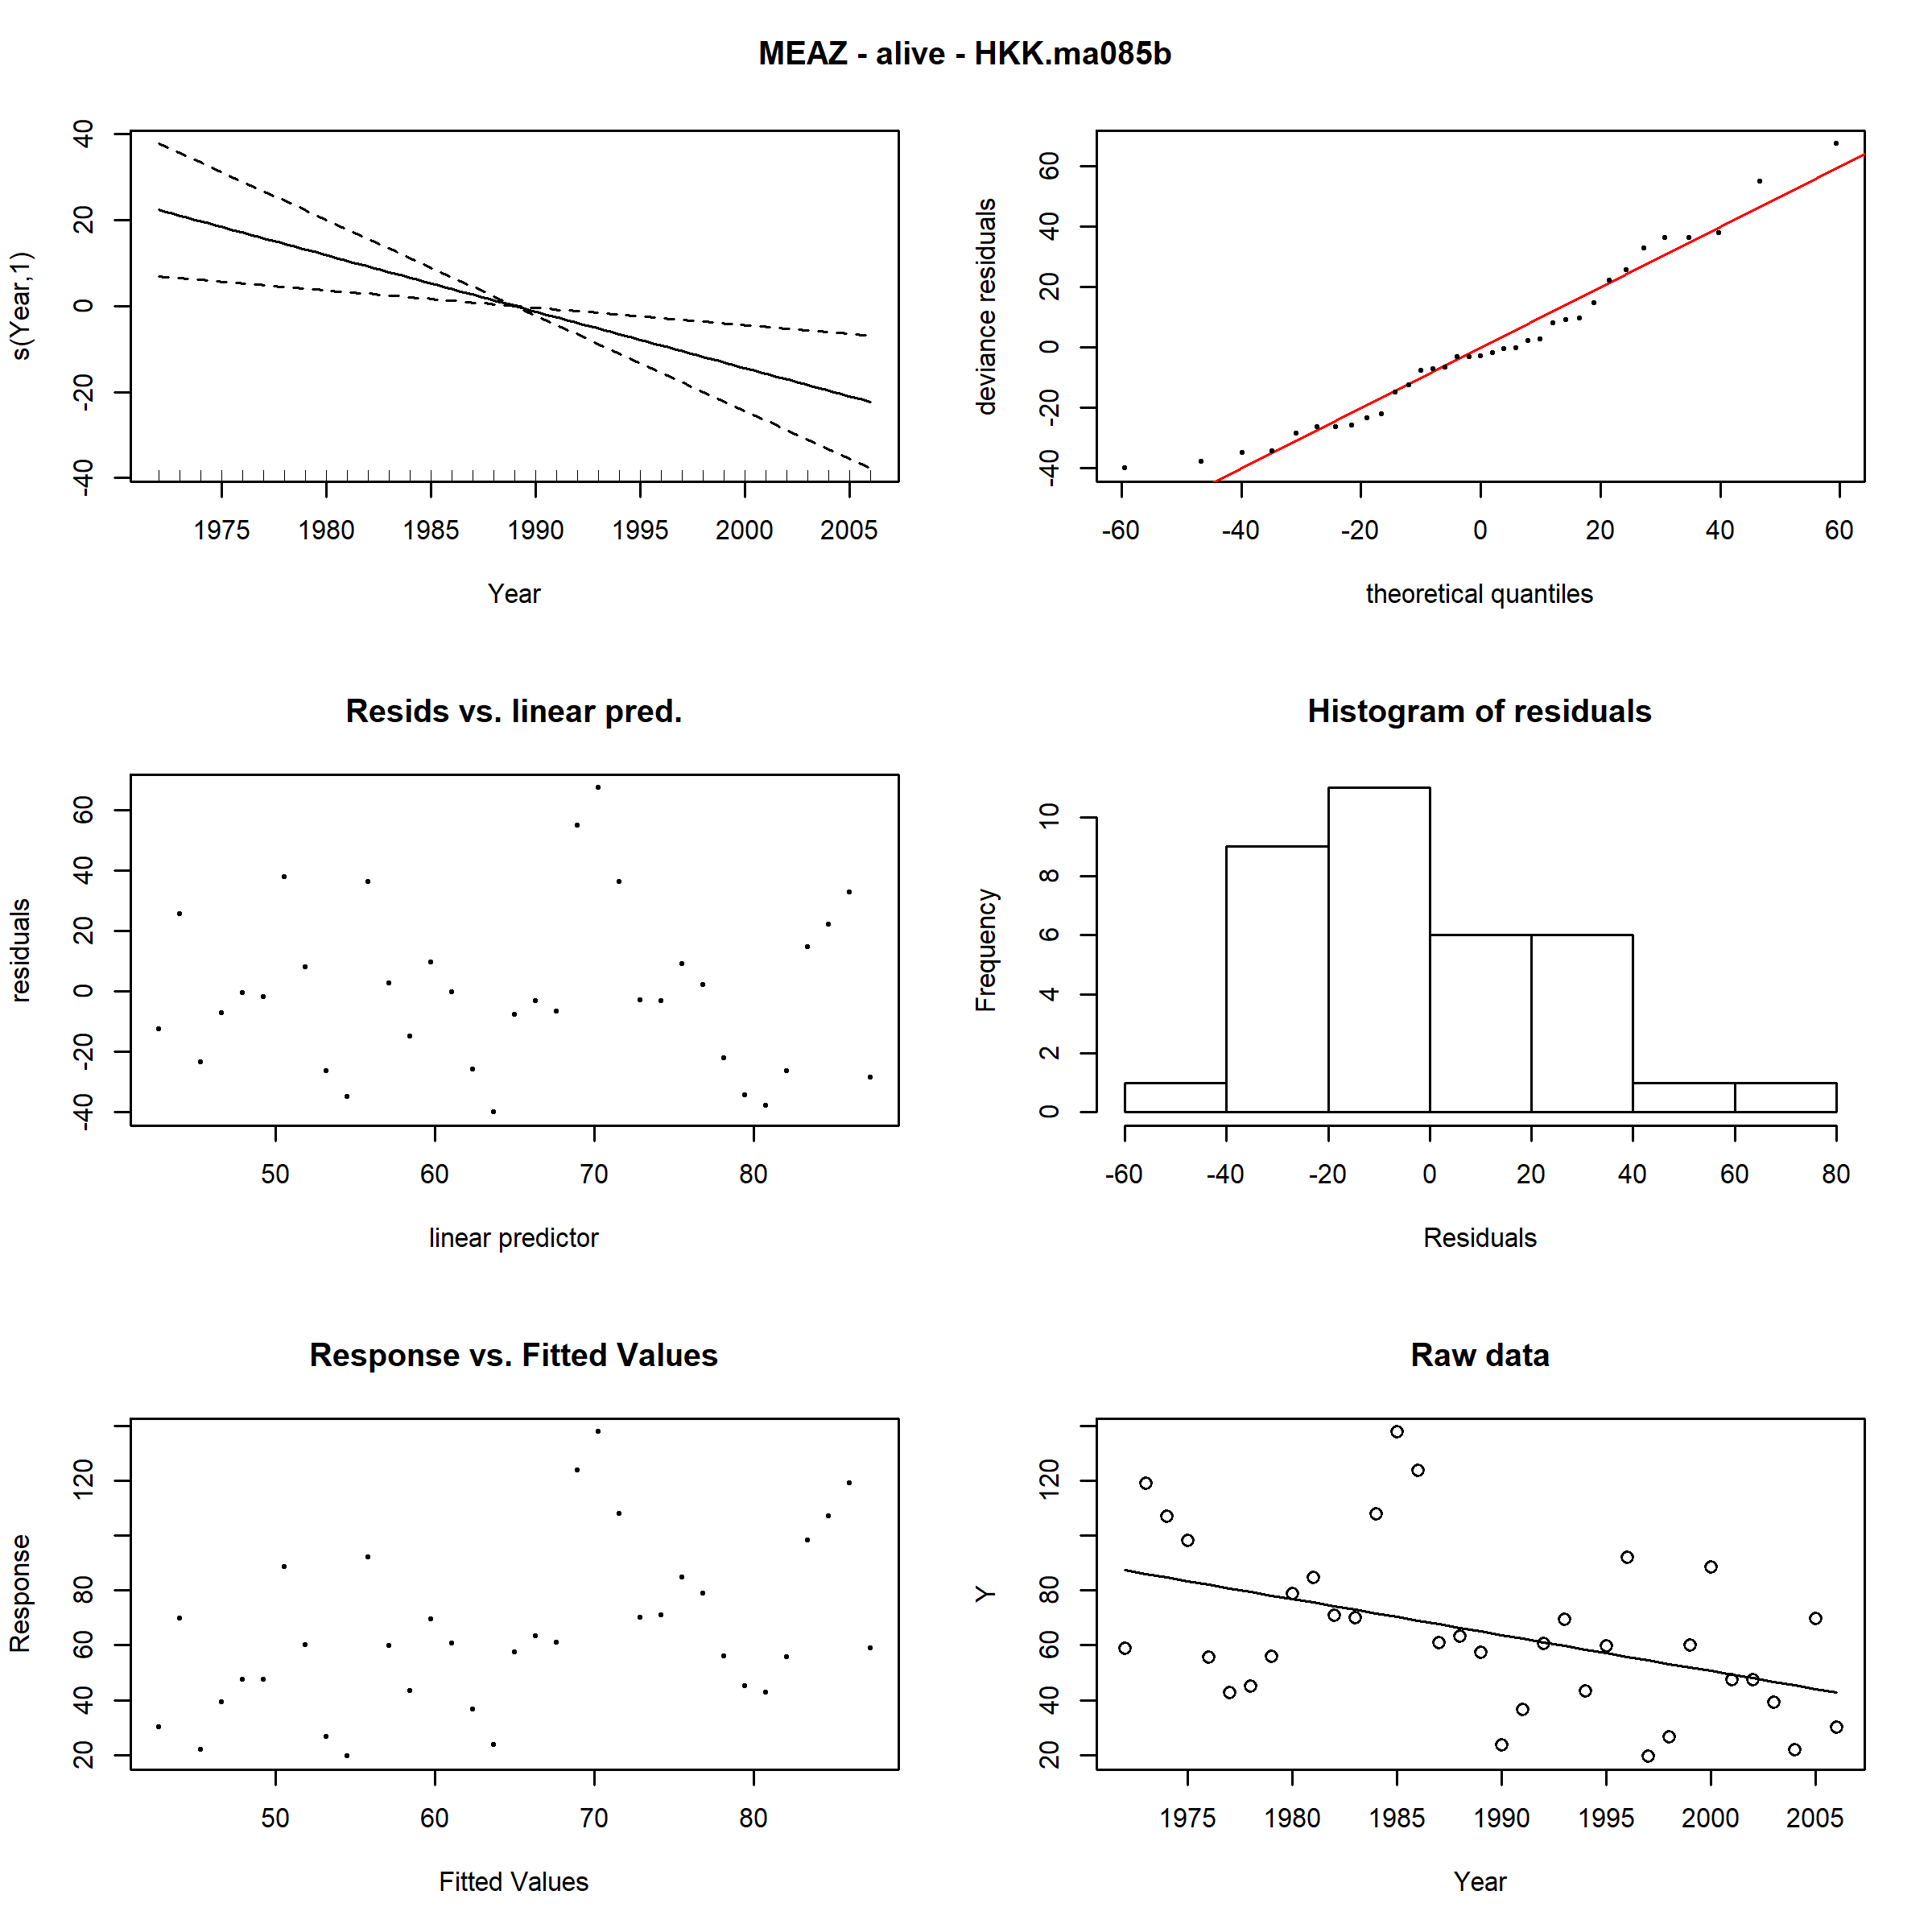 MEAZ - alive - HKK.ma085b
s(Year,1)
40
20
0
-20
-40
1975 1980 1985 1990 1995 2000 2005
Year
deviance residuals
60
40
20
0
-20
-40
-60 -40 -20 0 20 40 60
theoretical quantiles
Resids vs. linear pred.
residuals
60
40
20
0
-20
-40
50 60 70 80
linear predictor
Histogram of residuals
Frequency
10
8
6
4
2
0
-60 -40 -20 0 20 40 60 80
Residuals
Response vs. Fitted Values
Response
120
80
60
40
20
50 60 70 80
Fitted Values
Raw data
Y
120
80
60
40
20
1975 1980 1985 1990 1995 2000 2005
Year